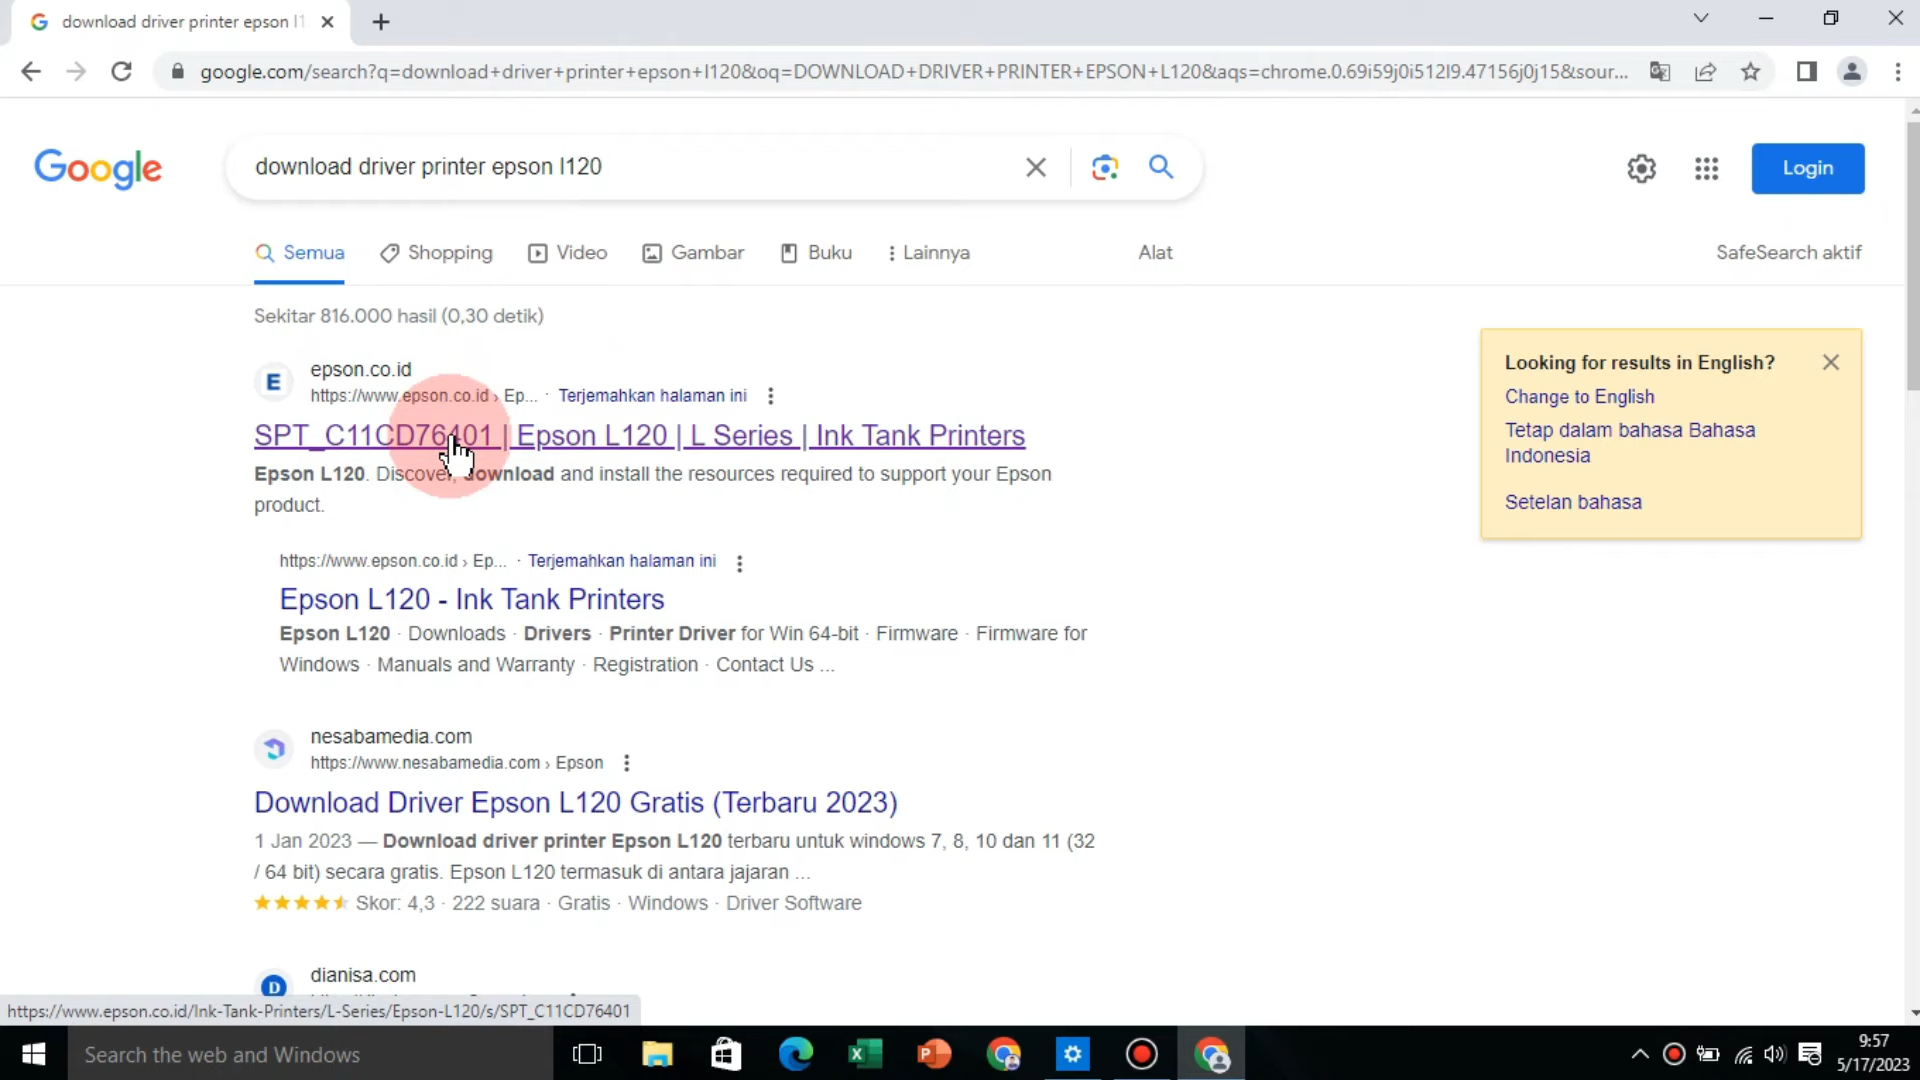 download driver printer epson l1
google.com/search?q=download+driver+printer+epson+l120&oq=DOWNLOAD+DRIVER+PRINTER+EPSON+L120&aqs=chrome.0.69i59j0i512l9.47156j0j15&sour...
Google
download driver printer epson l120
Login
Semua
Shopping
Video
Gambar
Buku
Lainnya
Alat
SafeSearch aktif
Sekitar 816.000 hasil (0,30 detik)
E
epson.co.id
https://www.epson.co.id › Ep... · Terjemahkan halaman ini
SPT_C11CD76401 | Epson L120 | L Series | Ink Tank Printers
Epson L120. Discover, download and install the resources required to support your Epson
product.
https://www.epson.co.id › Ep... · Terjemahkan halaman ini
Epson L120 - Ink Tank Printers
Epson L120 · Downloads · Drivers · Printer Driver for Win 64-bit · Firmware · Firmware for
Windows · Manuals and Warranty · Registration · Contact Us ...
nesabamedia.com
https://www.nesabamedia.com › Epson
Download Driver Epson L120 Gratis (Terbaru 2023)
1 Jan 2023 — Download driver printer Epson L120 terbaru untuk windows 7, 8, 10 dan 11 (32
/ 64 bit) secara gratis. Epson L120 termasuk di antara jajaran ...
Skor: 4,3 · 222 suara · Gratis · Windows · Driver Software
D
dianisa.com
Looking for results in English?
Change to English
Tetap dalam bahasa Bahasa
Indonesia
Setelan bahasa
https://www.epson.co.id/Ink-Tank-Printers/L-Series/Epson-L120/s/SPT_C11CD76401
Search the web and Windows
9:57
5/17/2023